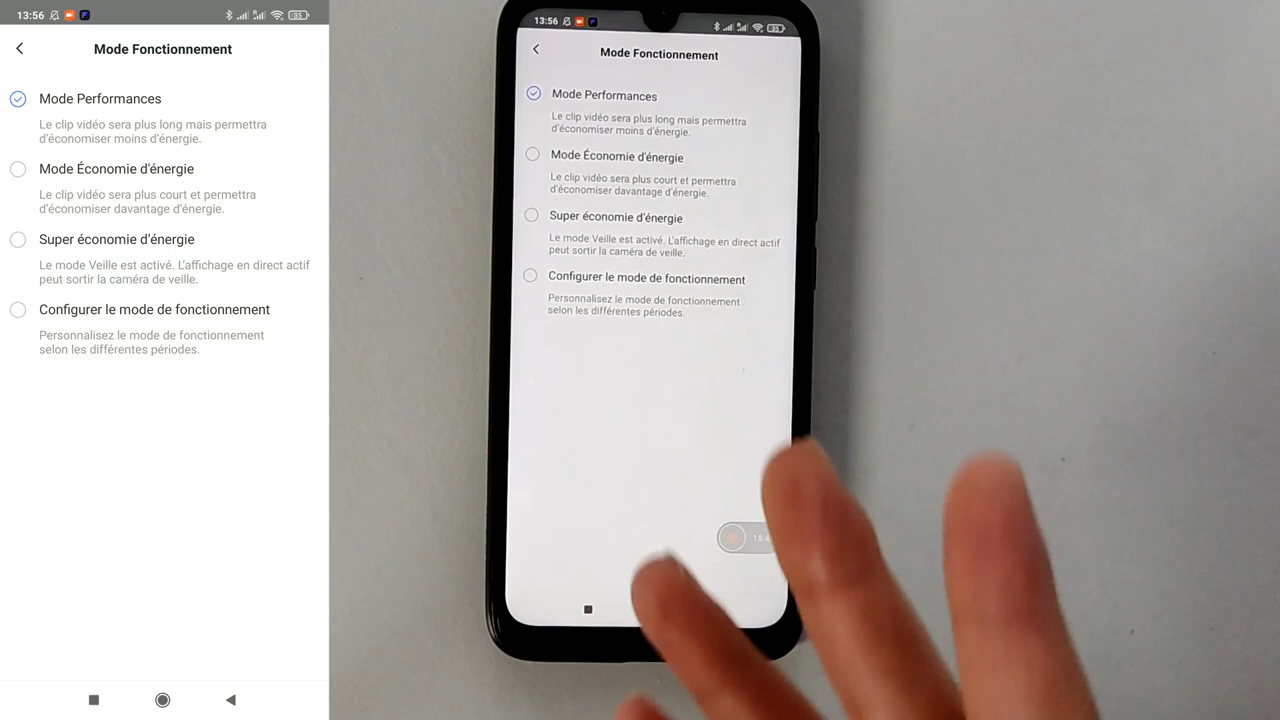 13:56
35
Mode Fonctionnement
Mode Performances
Le clip vidéo sera plus long mais permettra
d'économiser moins d'énergie.
Mode Économie d'énergie
Le clip vidéo sera plus court et permettra
d'économiser davantage d'énergie.
Super économie d'énergie
Le mode Veille est activé. L'affichage en direct actif
peut sortir la caméra de veille.
Configurer le mode de fonctionnement
Personnalisez le mode de fonctionnement
selon les différentes périodes.
13:56
35
Mode Fonctionnement
Mode Performances
Le clip vidéo sera plus long mais permettra
d'économiser moins d'énergie.
Mode Économie d'énergie
Le clip vidéo sera plus court et permettra
d'économiser davantage d'énergie.
Super économie d'énergie
Le mode Veille est activé. L'affichage en direct actif
peut sortir la caméra de veille.
Configurer le mode de fonctionnement
Personnalisez le mode de fonctionnement
selon les différentes périodes.